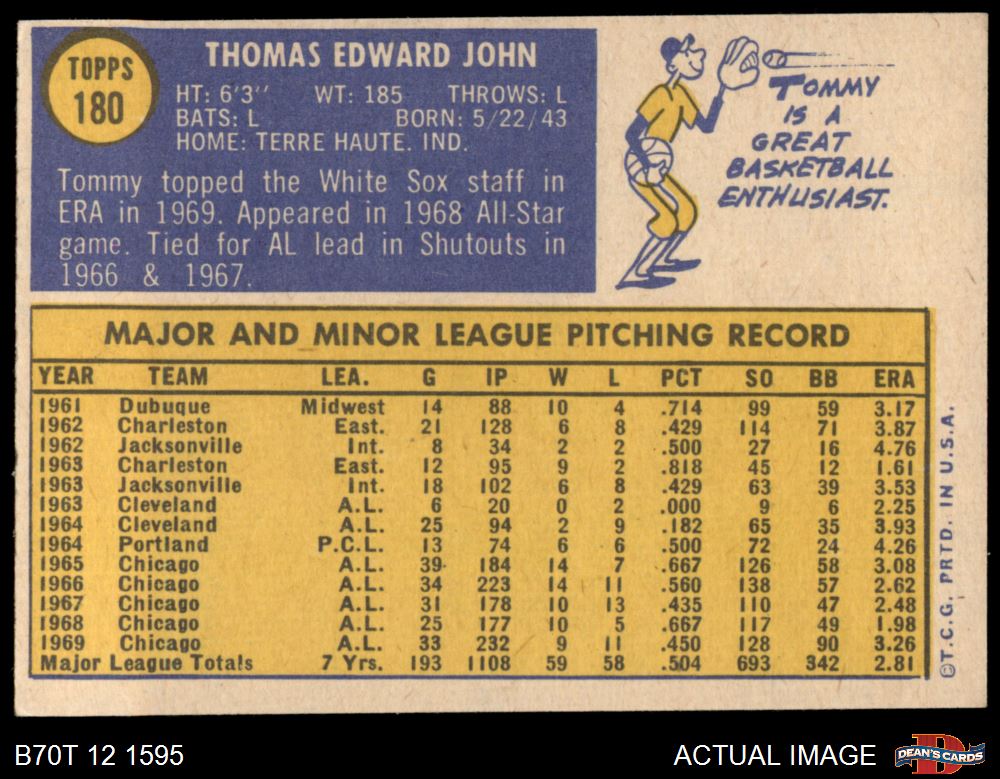 TOPPS
180
THOMAS EDWARD JOHN
HT: 6'3" WT: 185 THROWS: L
BATS: L BORN: 5/22/43
HOME: TERRE HAUTE. IND.
Tommy topped the White Sox staff in
ERA in 1969. Appeared in 1968 All-Star
game. Tied for AL lead in Shutouts in
1966 & 1967.
TOMMY
IS A
GREAT
BASKETBALL
ENTHUSIAST.
MAJOR AND MINOR LEAGUE PITCHING RECORD
YEAR TEAM LEA. G IP W L PCT SO BB ERA
1961 Dubuque Midwest 14 88 10 4 .714 99 59 3.17
1962 Charleston East. 21 128 6 8 .429 114 71 3.87
1962 Jacksonville Int. 8 34 2 2 .500 27 16 4.76
1963 Charleston East. 12 95 9 2 .818 45 12 1.61
1963 Jacksonville Int. 18 102 6 8 .429 63 39 3.53
1963 Cleveland A.L. 6 20 0 2 .000 9 6 2.25
1964 Cleveland A.L. 25 94 2 9 .182 65 35 3.93
1964 Portland P.C.L. 13 74 6 6 .500 72 24 4.26
1965 Chicago A.L. 39 184 14 7 .667 126 58 3.08
1966 Chicago A.L. 34 223 14 11 .560 138 57 2.62
1967 Chicago A.L. 31 178 10 13 .435 110 47 2.48
1968 Chicago A.L. 25 177 10 5 .667 117 49 1.98
1969 Chicago A.L. 33 232 9 11 .450 128 90 3.26
Major League Totals 7 Yrs. 193 1108 59 58 .504 693 342 2.81
©T.C.G. PRTD. IN U.S.A.
B70T 12 1595
ACTUAL IMAGE
DEAN'S CARDS